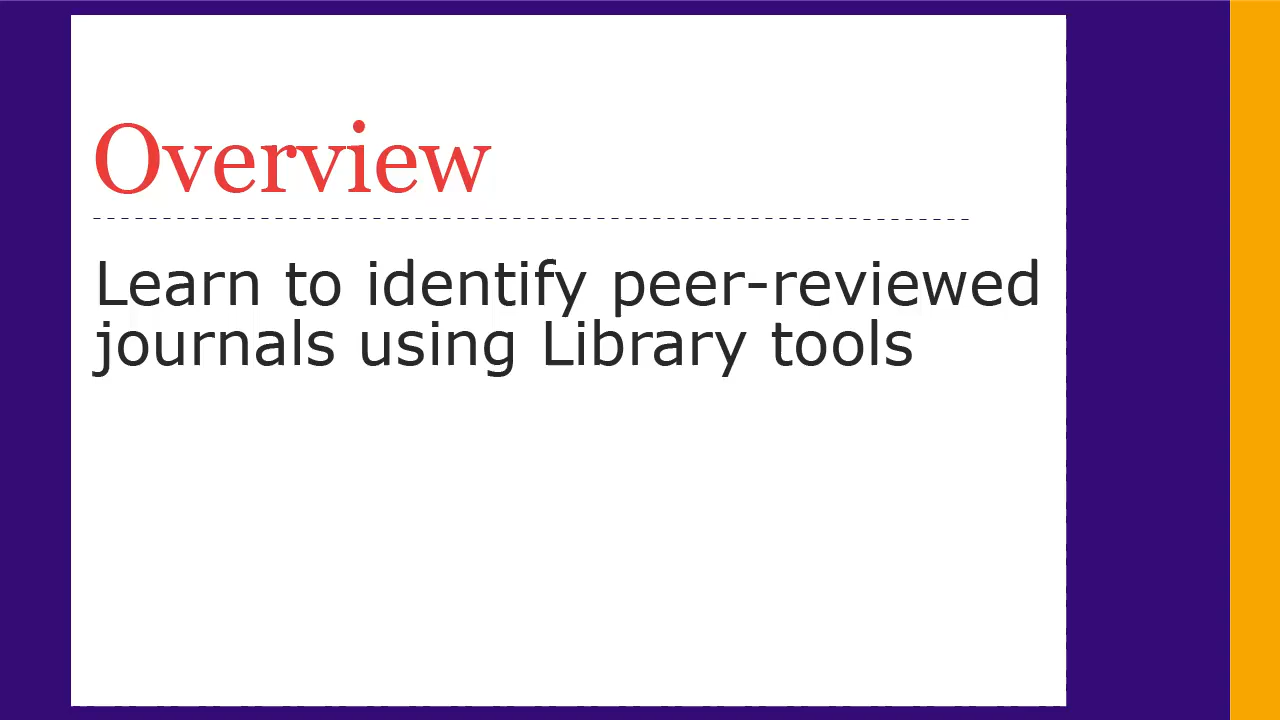 Overview
Learn to identify peer-reviewed
journals using Library tools